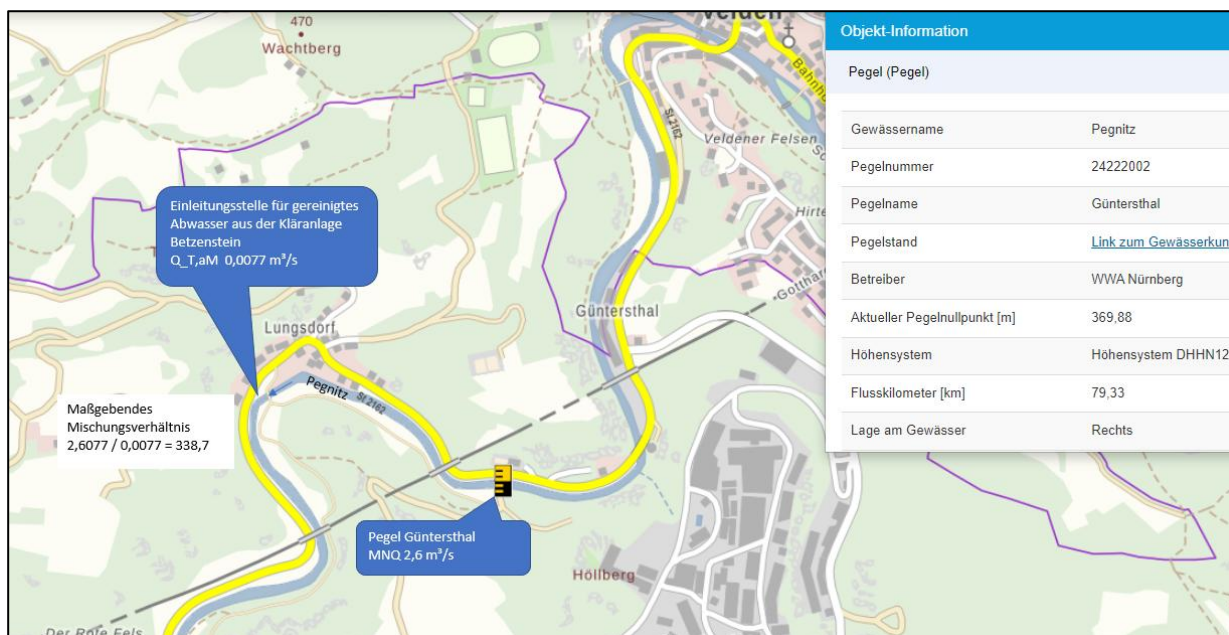 470
Wachtberg
Velden
Bahnho
St 2162
Veldener Felsen
Hirte
Einleitungsstelle für gereinigtes
Abwasser aus der Kläranlage
Betzenstein
Q_T,aM 0,0077 m³/s
Gotthar
Güntersthal
Lungsdorf
Pegnitz
St 2162
Maßgebendes
Mischungsverhältnis
2,6077 / 0,0077 = 338,7
Pegel Güntersthal
MNQ 2,6 m³/s
Höllberg
Der Rote Fels
Objekt-Information
Pegel (Pegel)
Gewässername Pegnitz
Pegelnummer 24222002
Pegelname Güntersthal
Pegelstand Link zum Gewässerkun
Betreiber WWA Nürnberg
Aktueller Pegelnullpunkt [m] 369,88
Höhensystem Höhensystem DHHN12
Flusskilometer [km] 79,33
Lage am Gewässer Rechts